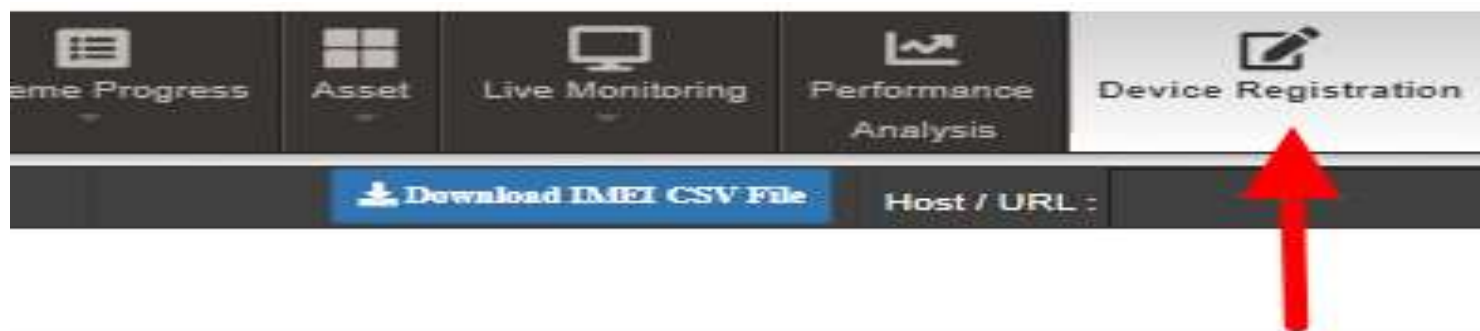 eme Progress
Asset
Live Monitoring
Performance
Analysis
Device Registration
Download IMEI CSV File
Host / URL :